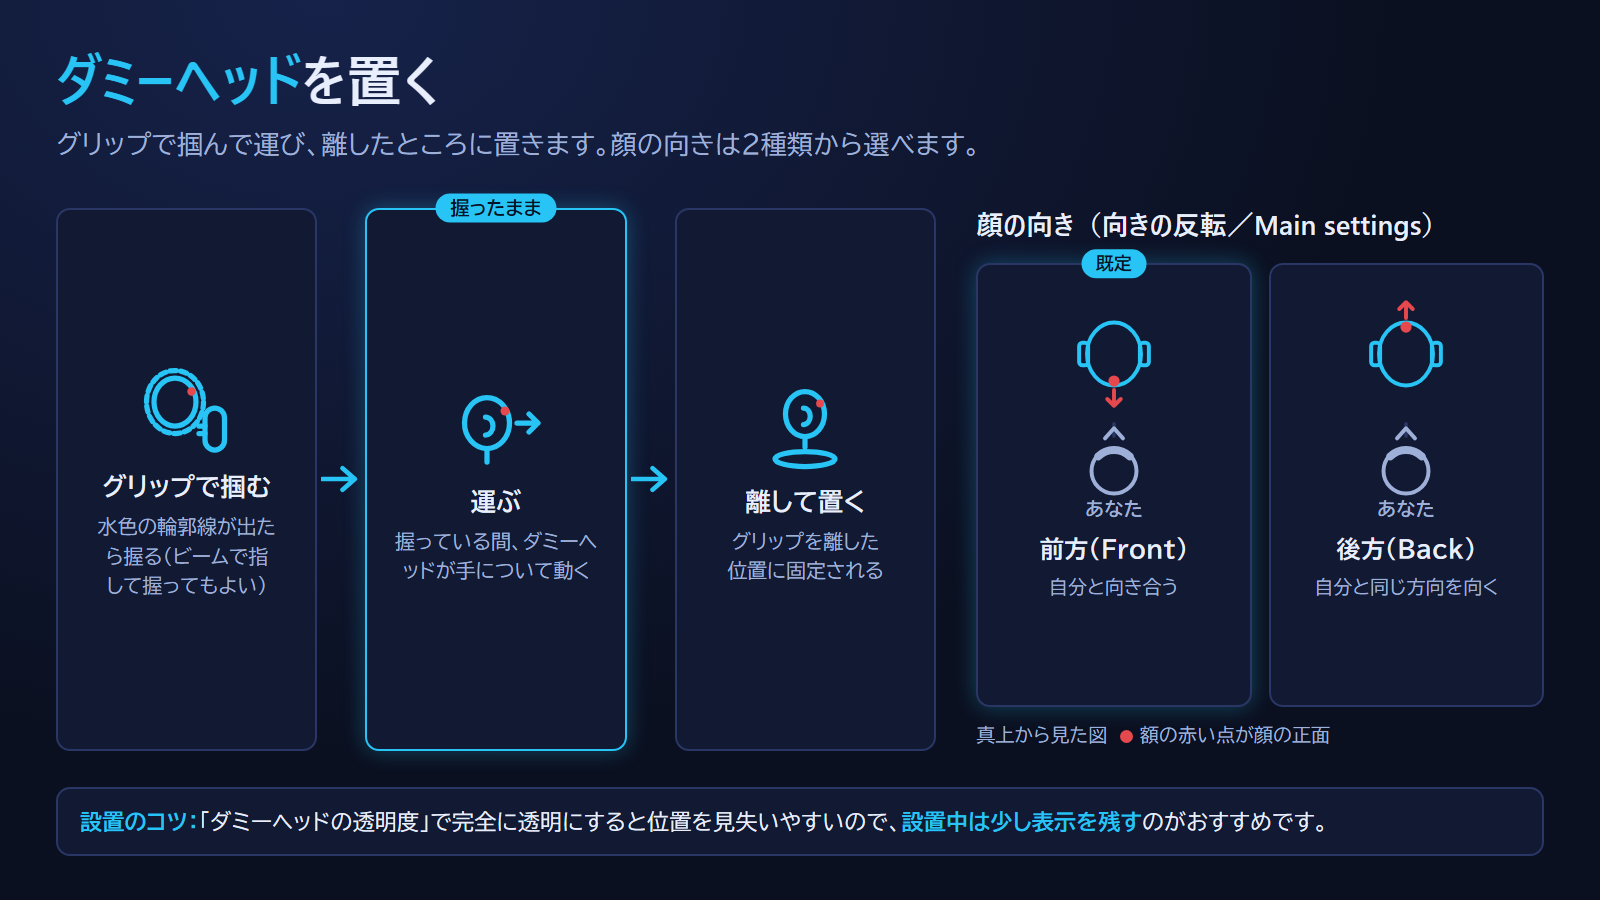 ダミーヘッドを置く
グリップで掴んで運び、離したところに置きます。顔の向きは2種類から選べます。
グリップで掴む
水色の輪郭線が出た
ら握る(ビームで指
して握ってもよい)
握ったまま
運ぶ
握っている間、ダミーヘ
ッドが手について動く
離して置く
グリップを離した
位置に固定される
顔の向き（向きの反転／Main settings）
既定
あなた
前方(Front)
自分と向き合う
あなた
後方(Back)
自分と同じ方向を向く
真上から見た図 額の赤い点が顔の正面
設置のコツ:「ダミーヘッドの透明度」で完全に透明にすると位置を見失いやすいので、設置中は少し表示を残すのがおすすめです。